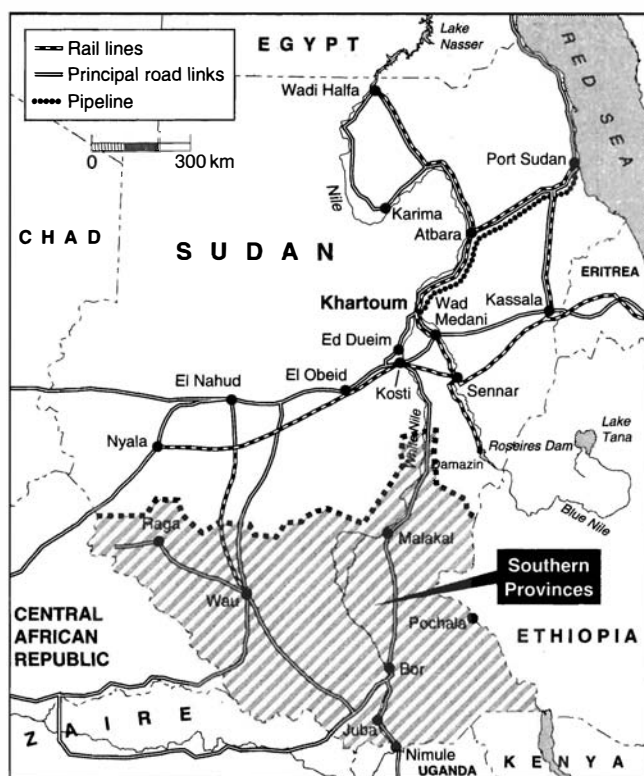 Rail lines
Principal road links
Pipeline
0 300 km
EGYPT
Lake
Nasser
RED SEA
Wadi Halfa
Port Sudan
Nile
Karima
Atbara
CHAD
SUDAN
ERITREA
Khartoum
Wad
Medani
Kassala
Ed Dueim
El Nahud
El Obeid
Kosti
Sennar
Nyala
White Nile
Damazin
Roseires Dam
Lake
Tana
Blue Nile
Raga
Malakal
Southern
Provinces
Wau
Pochala
CENTRAL
AFRICAN
REPUBLIC
ETHIOPIA
Bor
ZAIRE
Juba
Nimule
UGANDA
KENYA